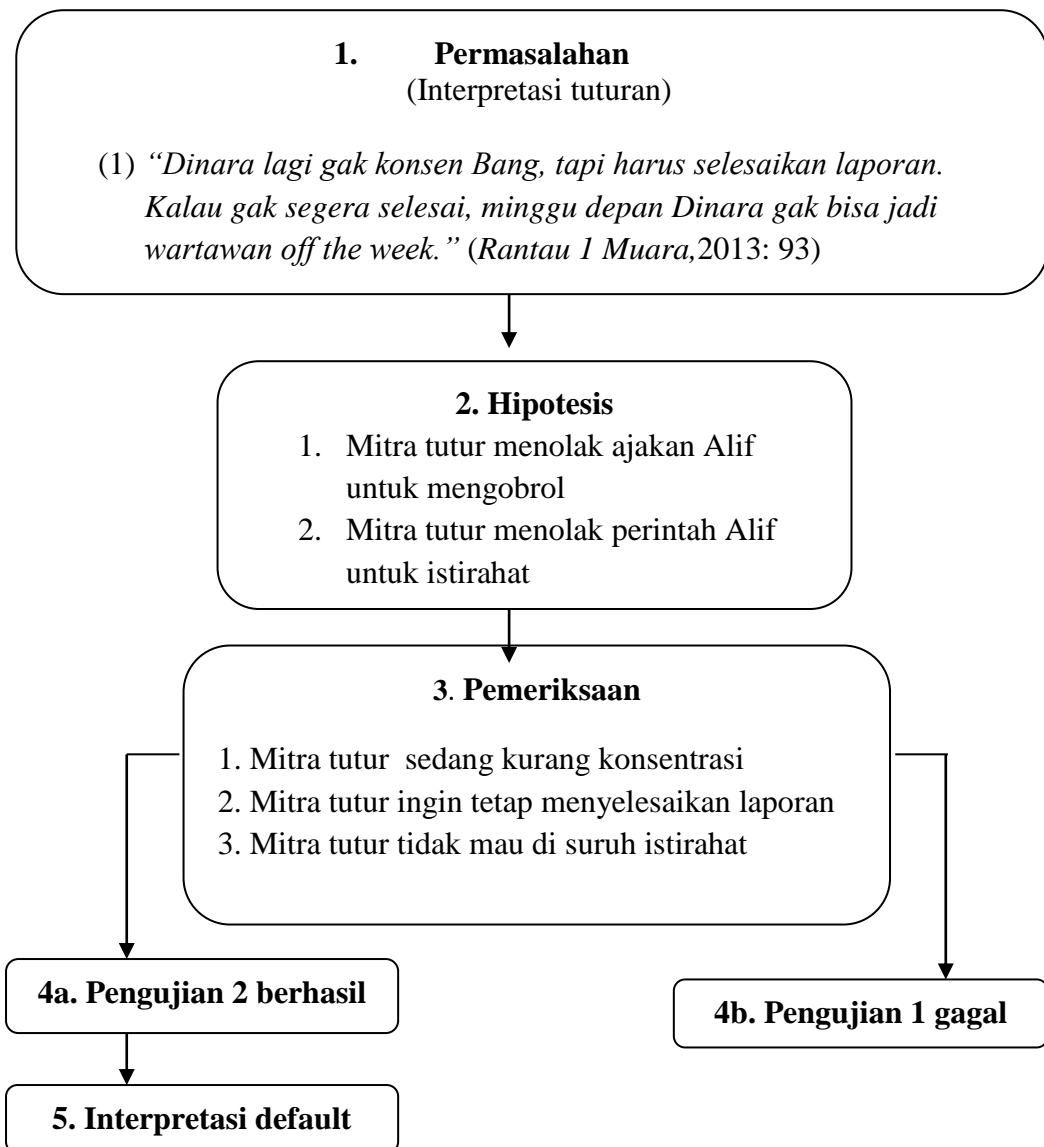 1. Permasalahan
(Interpretasi tuturan)
(1) “Dinara lagi gak konsen Bang, tapi harus selesaikan laporan.
Kalau gak segera selesai, minggu depan Dinara gak bisa jadi
wartawan off the week.” (Rantau 1 Muara,2013: 93)
2. Hipotesis
1. Mitra tutur menolak ajakan Alif
untuk mengobrol
2. Mitra tutur menolak perintah Alif
untuk istirahat
3. Pemeriksaan
1. Mitra tutur sedang kurang konsentrasi
2. Mitra tutur ingin tetap menyelesaikan laporan
3. Mitra tutur tidak mau di suruh istirahat
4a. Pengujian 2 berhasil
4b. Pengujian 1 gagal
5. Interpretasi default